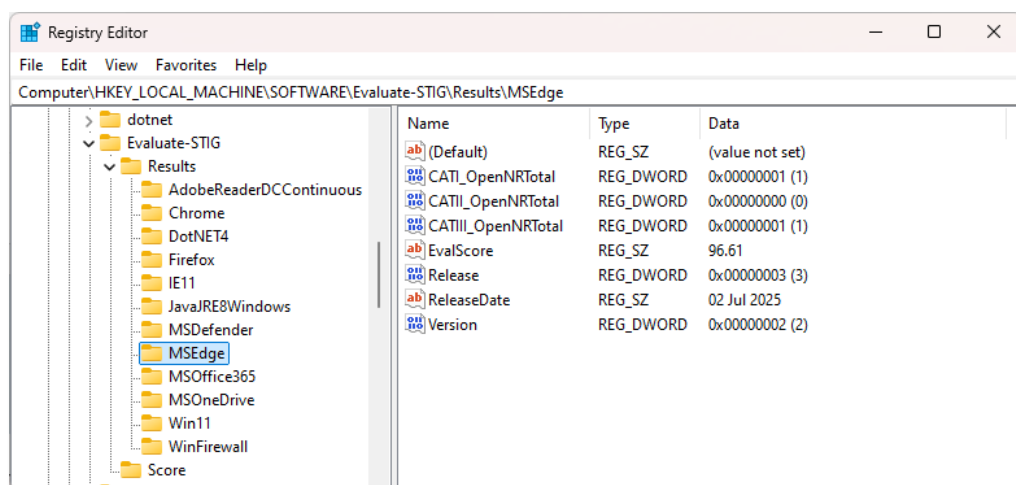 Registry Editor
File Edit View Favorites Help
Computer\HKEY_LOCAL_MACHINE\SOFTWARE\Evaluate-STIG\Results\MSEdge
dotnet
Evaluate-STIG
Results
AdobeReaderDCContinuous
Chrome
DotNET4
Firefox
IE11
JavaJRE8Windows
MSDefender
MSEdge
MSOffice365
MSOneDrive
Win11
WinFirewall
Score
Name Type Data
(Default) REG_SZ (value not set)
CATI_OpenNRTotal REG_DWORD 0x00000001 (1)
CATII_OpenNRTotal REG_DWORD 0x00000000 (0)
CATIII_OpenNRTotal REG_DWORD 0x00000001 (1)
EvalScore REG_SZ 96.61
Release REG_DWORD 0x00000003 (3)
ReleaseDate REG_SZ 02 Jul 2025
Version REG_DWORD 0x00000002 (2)